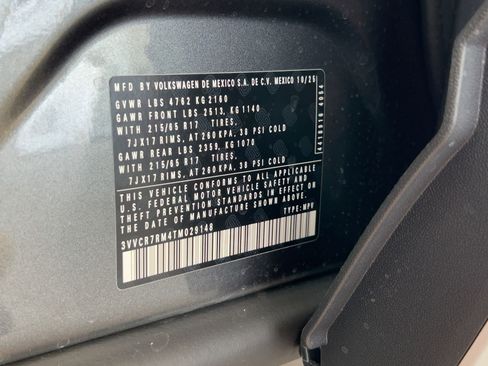 MFD BY VOLKSWAGEN DE MEXICO S.A. DE C.V. MEXICO 10/25
GVWR LBS 4762 KG 2160
GAWR FRONT LBS 2513, KG 1140
WITH 215/65 R17 TIRES.
7JX17 RIMS, AT 260 KPA, 38 PSI COLD
GAWR REAR LBS 2359, KG 1070
WITH 215/65 R17 TIRES.
7JX17 RIMS, AT 260 KPA, 38 PSI COLD
THIS VEHICLE CONFORMS TO ALL APPLICABLE
U.S. FEDERAL MOTOR VEHICLE SAFETY AND
THEFT PREVENTION STANDARDS IN EFFECT ON THE
DATE OF MANUFACTURE SHOWN ABOVE.
3VVCR7RM4TM029148 TYPE: MPV